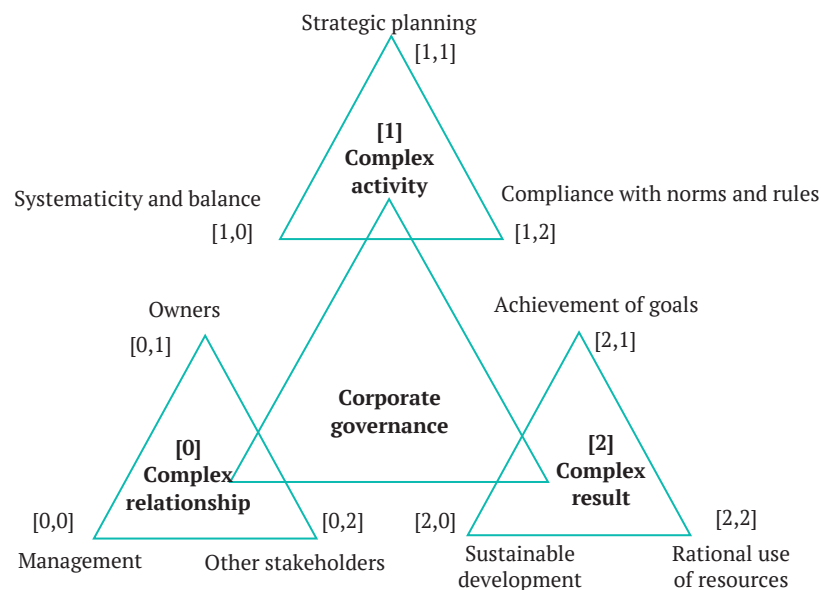 Strategic planning
[1,1]
[1]
Complex
activity
Systematicity and balance
[1,0]
Compliance with norms and rules
[1,2]
Owners
[0,1]
Achievement of goals
[2,1]
Corporate
governance
[0]
Complex
relationship
[2]
Complex
result
[0,0]
[0,2]
[2,0]
[2,2]
Management
Other stakeholders
Sustainable
development
Rational use
of resources